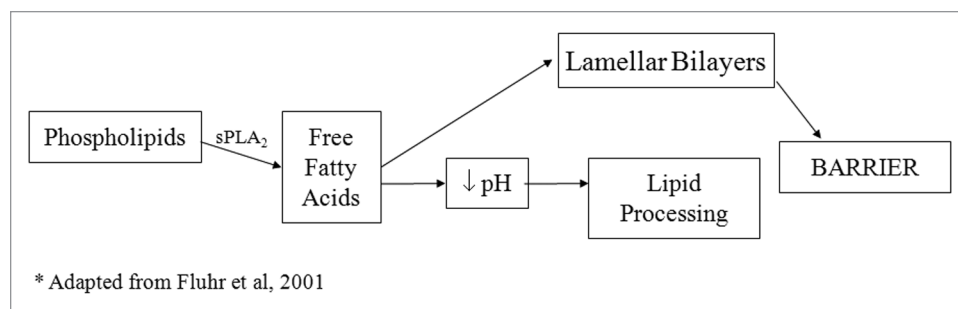 Lamellar Bilayers
Phospholipids
sPLA₂
Free
Fatty
Acids
↓ pH
Lipid
Processing
BARRIER
* Adapted from Fluhr et al, 2001